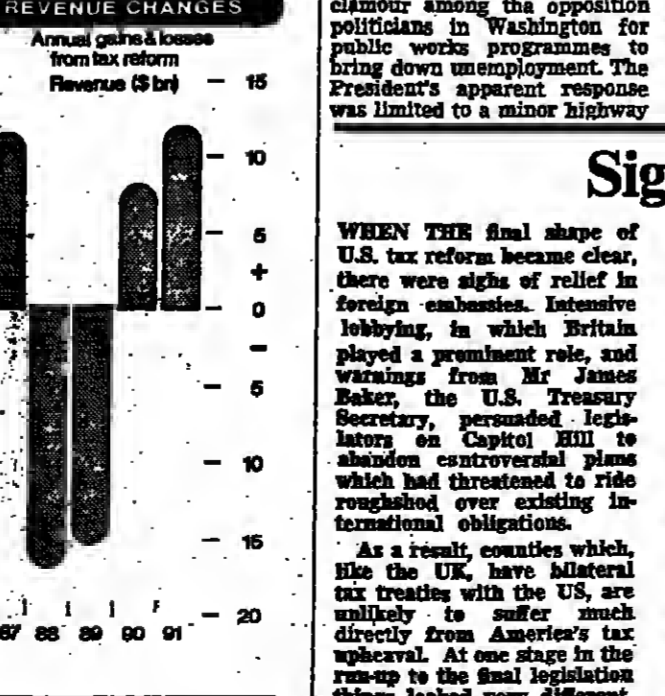 REVENUE CHANGES
Annual gains & losses
from tax reform
Revenue ($ bn)
15
10
5
+
0
−
5
10
15
20
87 88 89 90 91
clamour among tha opposition
politicians in Washington for
public works programmes to
bring down unemployment. The
President's apparent response
was limited to a minor highway
Sig
WHEN THE final shape of
U.S. tax reform became clear,
there were sighs of relief in
foreign embassies. Intensive
lobbying, in which Britain
played a prominent role, and
warnings from Mr James
Baker, the U.S. Treasury
Secretary, persuaded legis-
lators on Capitol Hill to
abandon controversial plans
which had threatened to ride
roughshod over existing in-
ternational obligations.
As a result, counties which,
like the UK, have bilateral
tax treaties with the US, are
unlikely to suffer much
directly from America's tax
upheaval. At one stage in the
run-up to the final legislation
things looked very different.